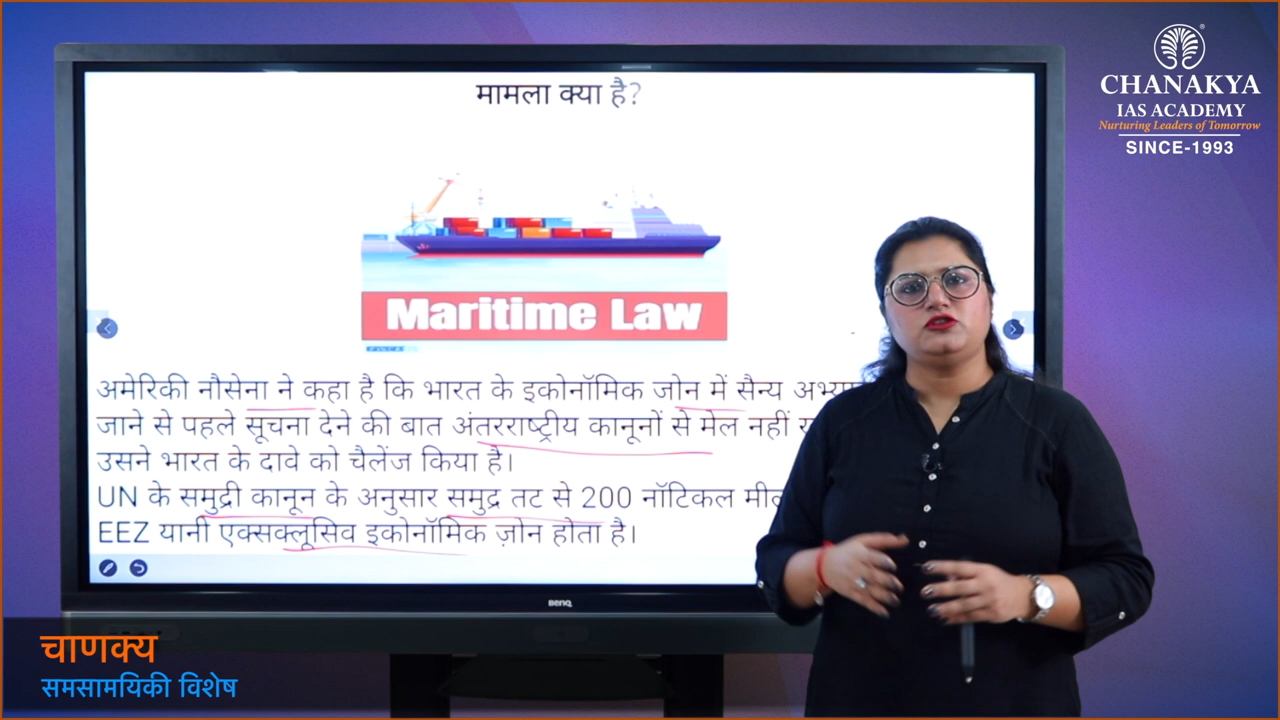 मामला क्या है?
Maritime Law
अमेरिकी नौसेना ने कहा है कि भारत के इकोनॉमिक जोन में सैन्य
जाने से पहले सूचना देने की बात अंतरराष्ट्रीय कानूनों से मेल नहीं
उसने भारत के दावे को चैलेंज किया है।
UN के समुद्री कानून के अनुसार समुद्र तट से 200 नॉटिकल
EEZ यानी एक्सक्लूसिव इकोनॉमिक ज़ोन होता है।
BenQ
CHANAKYA
IAS ACADEMY
Nurturing Leaders of Tomorrow
SINCE-1993
चाणक्य
समसामयिकी विशेष